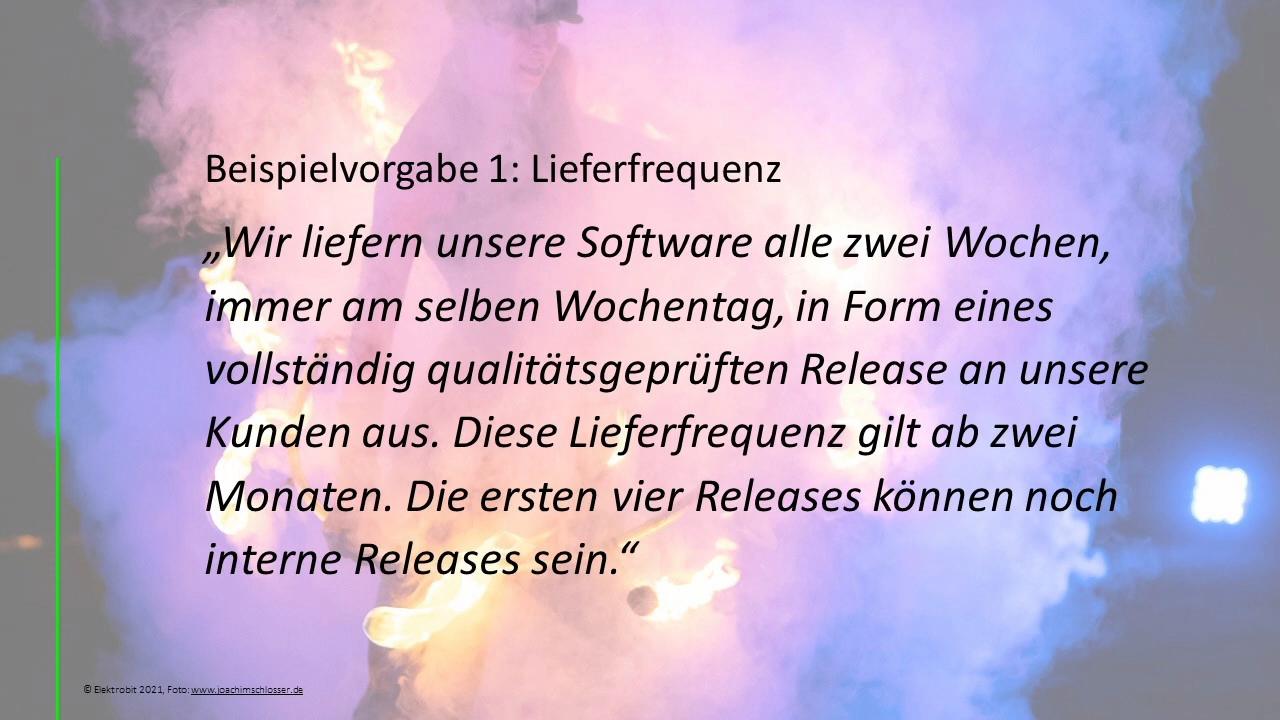 Beispielvorgabe 1: Lieferfrequenz
„Wir liefern unsere Software alle zwei Wochen,
immer am selben Wochentag, in Form eines
vollständig qualitätsgeprüften Release an unsere
Kunden aus. Diese Lieferfrequenz gilt ab zwei
Monaten. Die ersten vier Releases können noch
interne Releases sein.“
© Elektrobit 2021, Foto: www.joachimschlosser.de